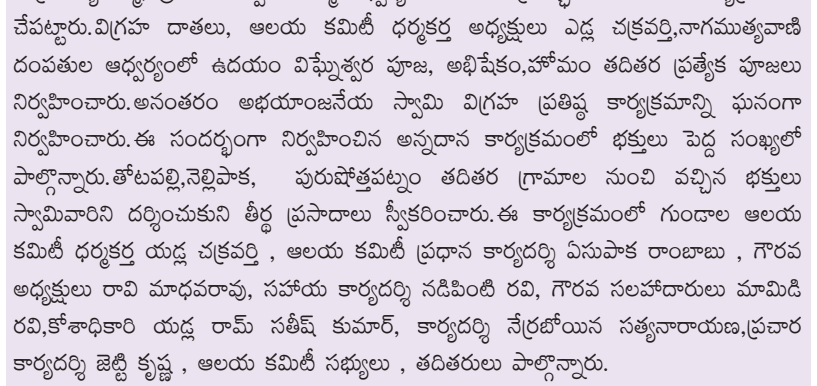 చేపట్టారు.విగ్రహ దాతలు, ఆలయ కమిటీ ధర్మకర్త అధ్యక్షులు ఎడ్ల చక్రవర్తి,నాగముత్యవాణి
దంపతుల ఆధ్వర్యంలో ఉదయం విఘ్నేశ్వర పూజ, అభిషేకం,హోమం తదితర ప్రత్యేక పూజలు
నిర్వహించారు.అనంతరం అభయాంజనేయ స్వామి విగ్రహ ప్రతిష్ఠ కార్యక్రమాన్ని ఘనంగా
నిర్వహించారు.ఈ సందర్భంగా నిర్వహించిన అన్నదాన కార్యక్రమంలో భక్తులు పెద్ద సంఖ్యలో
పాల్గొన్నారు.తోటపల్లి,నెల్లిపాక, పురుషోత్తపట్నం తదితర గ్రామాల నుంచి వచ్చిన భక్తులు
స్వామివారిని దర్శించుకుని తీర్థ ప్రసాదాలు స్వీకరించారు.ఈ కార్యక్రమంలో గుండాల ఆలయ
కమిటీ ధర్మకర్త యడ్ల చక్రవర్తి , ఆలయ కమిటీ ప్రధాన కార్యదర్శి ఏసుపాక రాంబాబు , గౌరవ
అధ్యక్షులు రావి మాధవరావు, సహాయ కార్యదర్శి నడిపింటి రవి, గౌరవ సలహాదారులు మామిడి
రవి,కోశాధికారి యడ్ల రామ్ సతీష్ కుమార్, కార్యదర్శి నేర్రబోయిన సత్యనారాయణ,ప్రచార
కార్యదర్శి జెట్టి కృష్ణ , ఆలయ కమిటీ సభ్యులు , తదితరులు పాల్గొన్నారు.